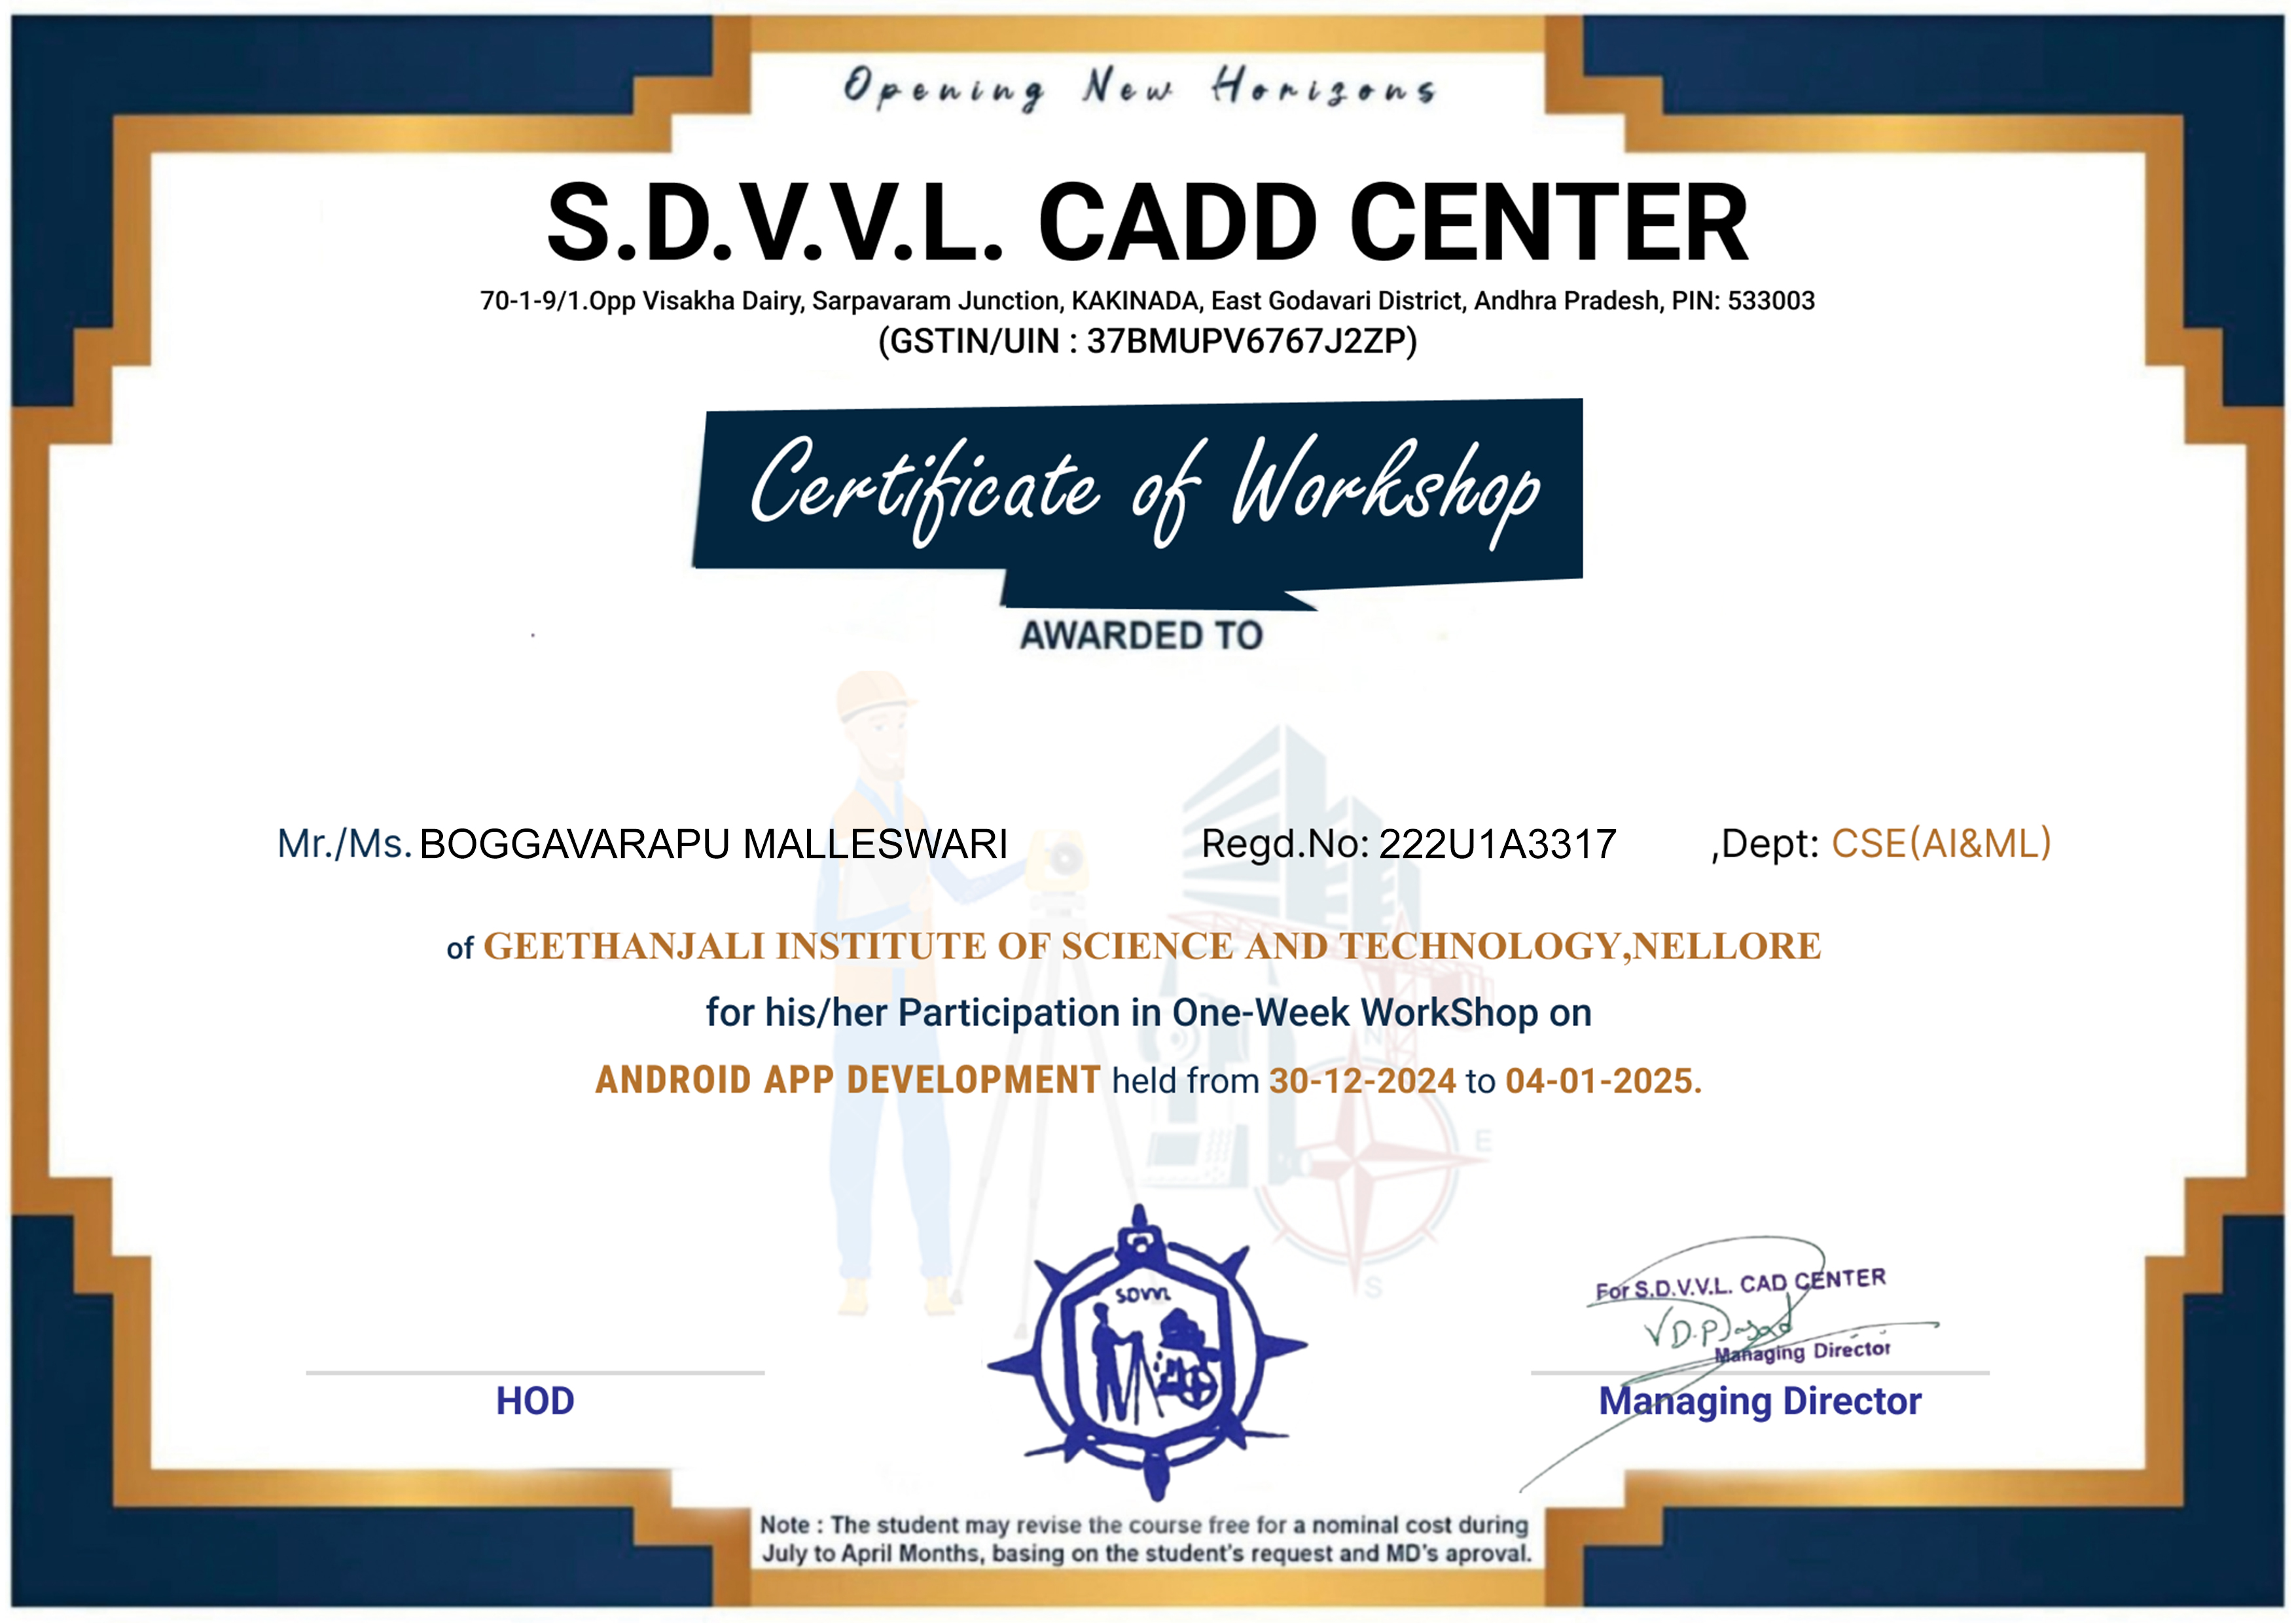 Opening New Horizons
S.D.V.V.L. CADD CENTER
70-1-9/1.Opp Visakha Dairy, Sarpavaram Junction, KAKINADA, East Godavari District, Andhra Pradesh, PIN: 533003
(GSTIN/UIN : 37BMUPV6767J2ZP)
Certificate of Workshop
AWARDED TO
Mr./Ms. BOGGAVARAPU MALLESWARI Regd.No: 222U1A3317 ,Dept: CSE(AI&ML)
of GEETHANJALI INSTITUTE OF SCIENCE AND TECHNOLOGY,NELLORE
for his/her Participation in One-Week WorkShop on
ANDROID APP DEVELOPMENT held from 30-12-2024 to 04-01-2025.
N
E
S
For S.D.V.V.L. CAD CENTER
V.D.Prasad
Managing Director
HOD
Managing Director
Note : The student may revise the course free for a nominal cost during
July to April Months, basing on the student's request and MD's aproval.